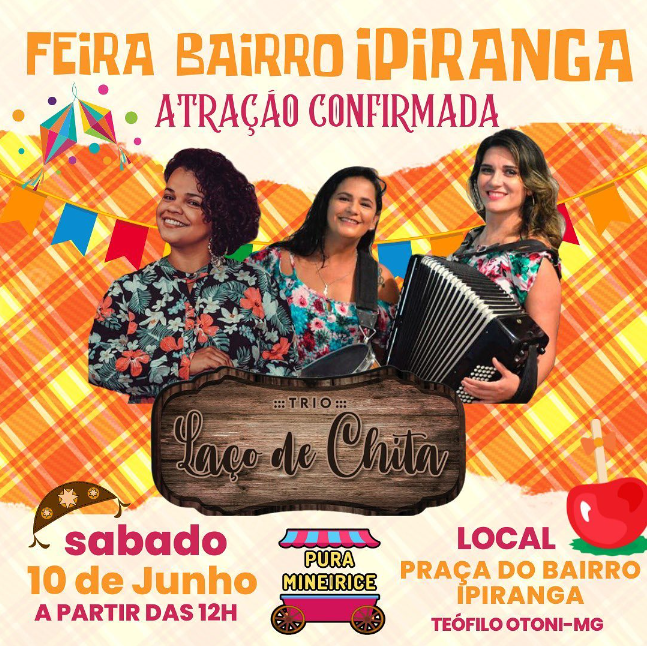 FEIRA BAIRRO IPIRANGA
ATRAÇÃO CONFIRMADA
:::TRIO:::
Laço de Chita
sabado
10 de Junho
A PARTIR DAS 12H
PURA
MINEIRICE
LOCAL
PRAÇA DO BAIRRO
IPIRANGA
TEÓFILO OTONI-MG